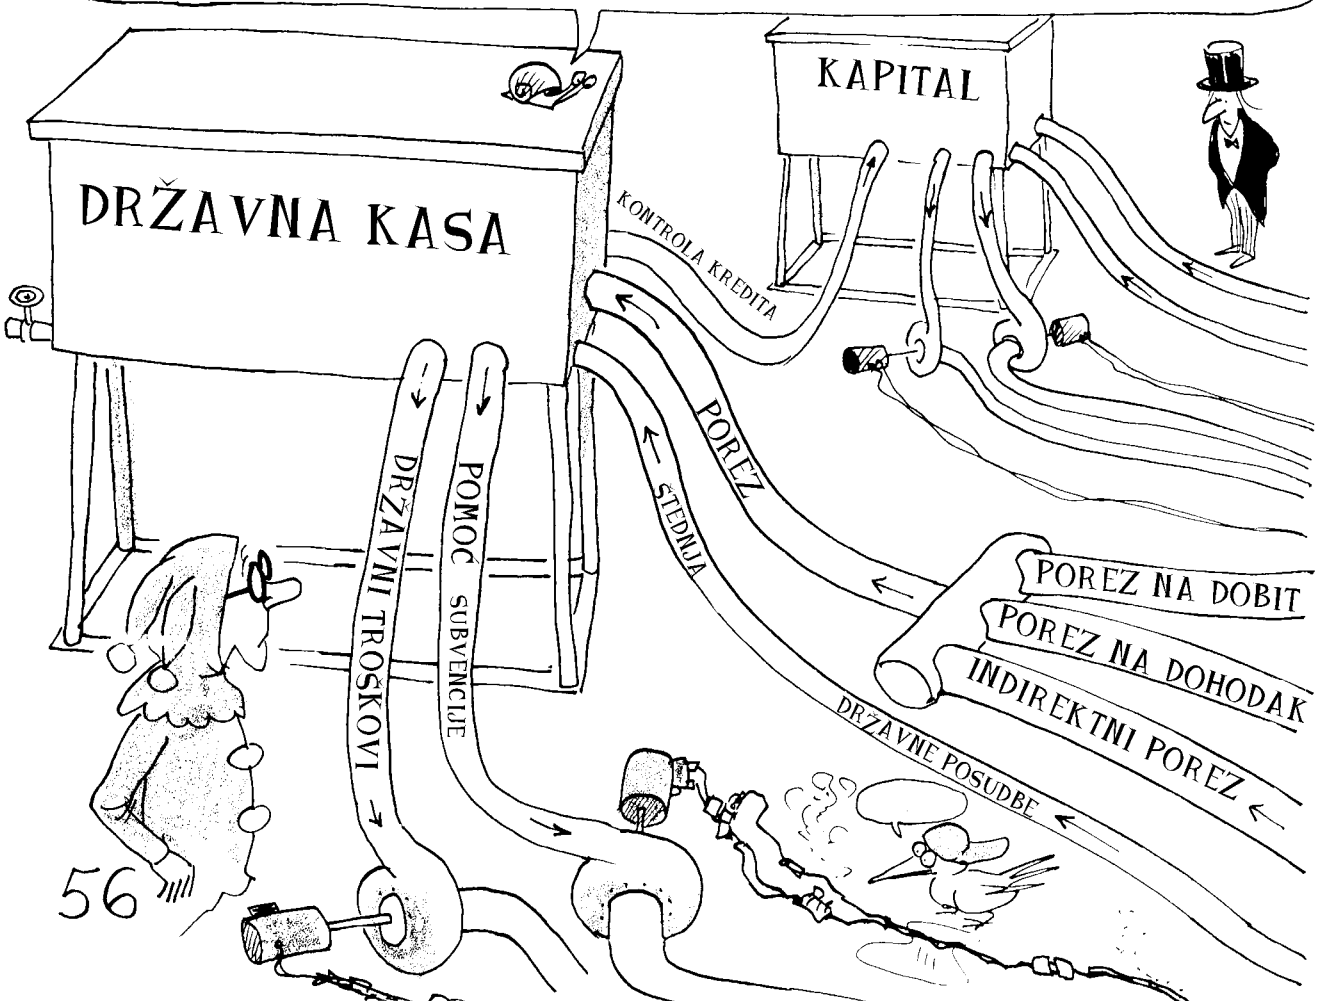 KAPITAL
DRŽAVNA KASA
KONTROLA KREDITA
POREZ
ŠTEDNJA
DRŽAVNI TROŠKOVI
POMOĆ SUBVENCIJE
POREZ NA DOBIT
POREZ NA DOHODAK
INDIREKTNI POREZ
DRŽAVNE POSUDBE
56